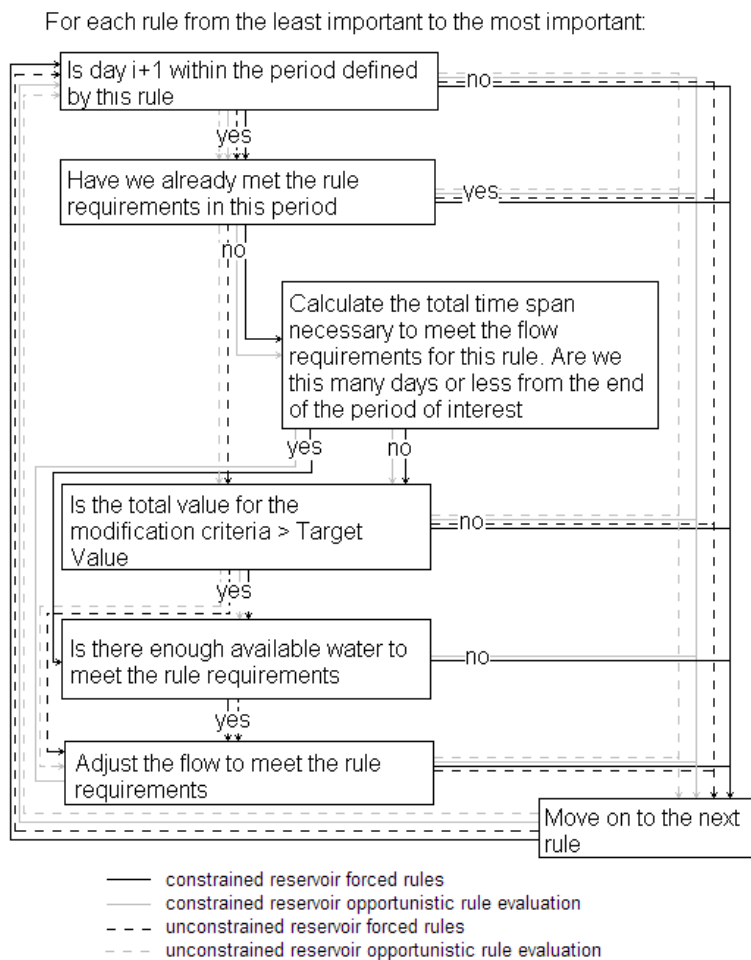 For each rule from the least important to the most important:
Is day i+1 within the period defined
by this rule
no
yes
Have we already met the rule
requirements in this period
yes
no
Calculate the total time span
necessary to meet the flow
requirements for this rule. Are we
this many days or less from the end
of the period of interest
yes
no
Is the total value for the
modification criteria > Target
Value
no
yes
Is there enough available water to
meet the rule requirements
no
yes
Adjust the flow to meet the rule
requirements
Move on to the next
rule
constrained reservoir forced rules
constrained reservoir opportunistic rule evaluation
unconstrained reservoir forced rules
unconstrained reservoir opportunistic rule evaluation